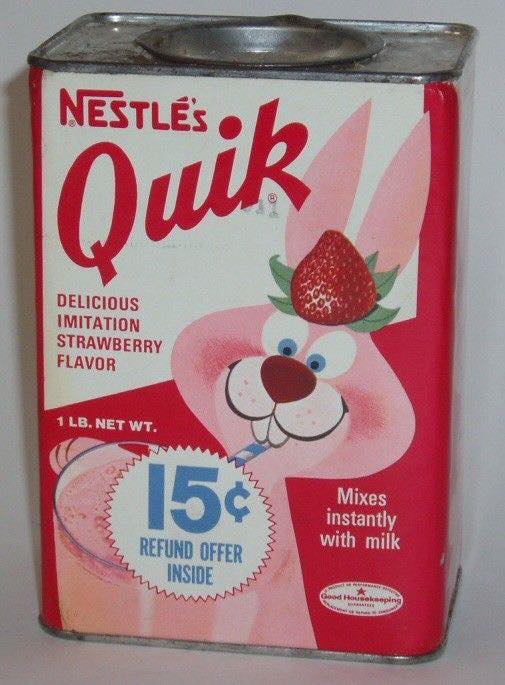 NESTLÉ'S®
Quik®
DELICIOUS
IMITATION
STRAWBERRY
FLAVOR
1 LB. NET WT.
15¢
REFUND OFFER
INSIDE
Mixes
instantly
with milk
Good Housekeeping